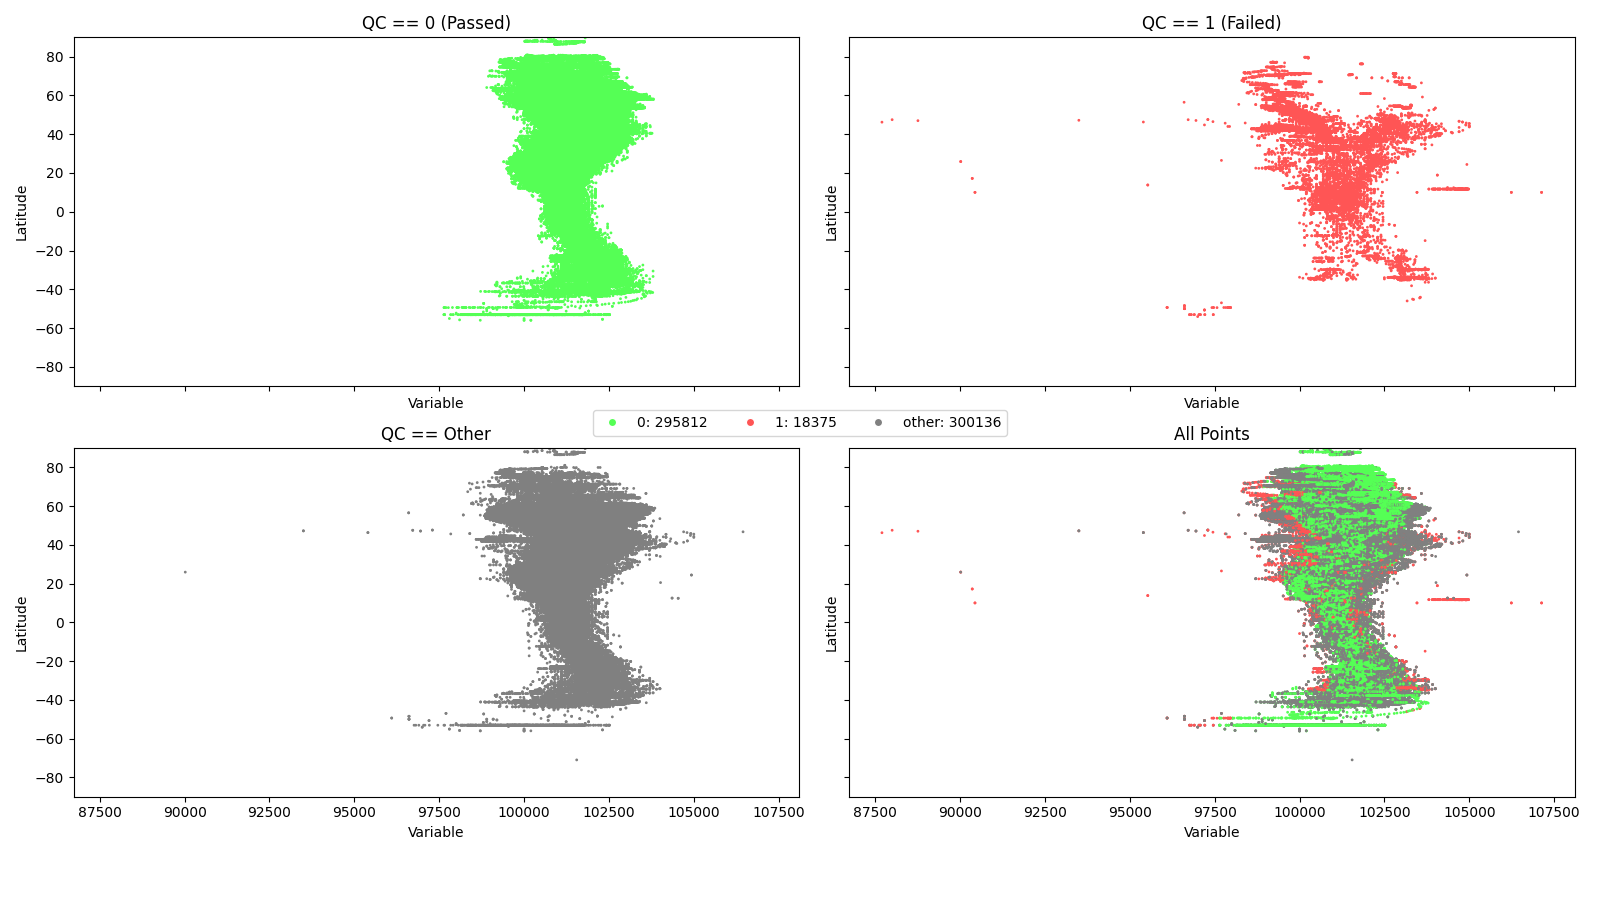 QC == 0 (Passed)
QC == 1 (Failed)
80
60
40
20
0
−20
−40
−60
−80
Latitude
Latitude
Variable
Variable
0: 295812 1: 18375 other: 300136
QC == Other
All Points
80
60
40
20
0
−20
−40
−60
−80
Latitude
Latitude
87500 90000 92500 95000 97500 100000 102500 105000 107500
87500 90000 92500 95000 97500 100000 102500 105000 107500
Variable
Variable